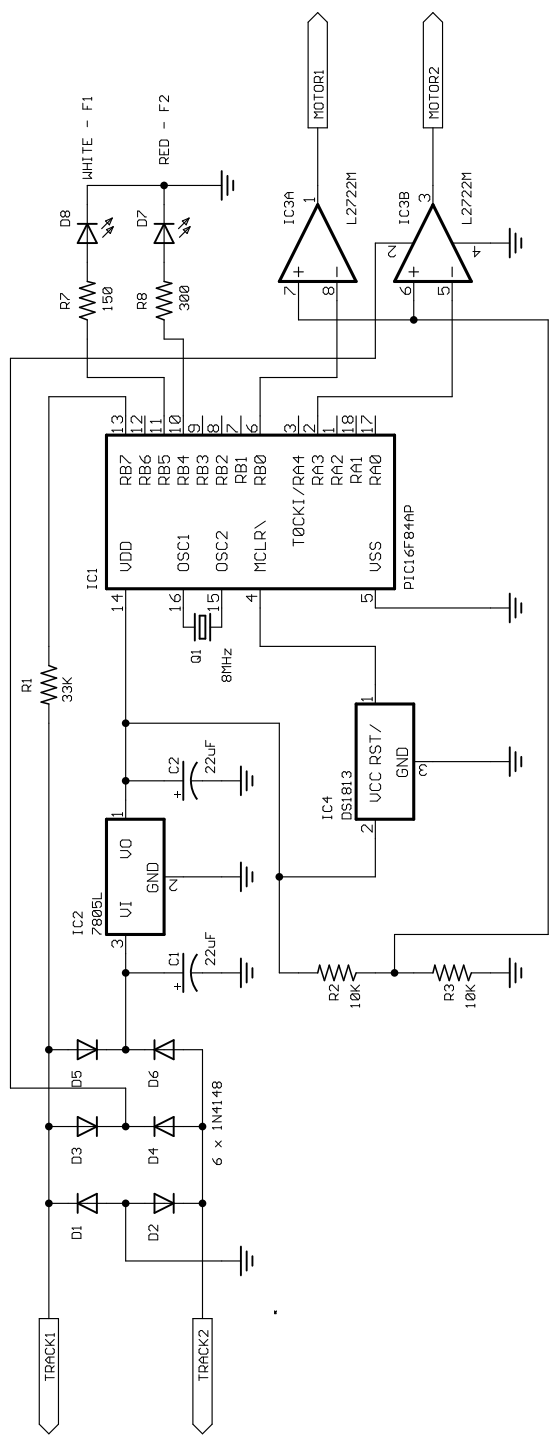 TRACK1
TRACK2
D1
D2
D3
D4
D5
D6
6 x 1N4148
C1
22uF
+
IC2
7805L
VI
VO
GND
3
1
2
C2
22uF
+
R1
33K
R2
10K
R3
10K
IC4
DS1813
VCC
RST/
GND
2
1
3
Q1
8MHz
IC1
PIC16F84AP
14
16
15
4
5
VDD
OSC1
OSC2
MCLR\
VSS
RB7
RB6
RB5
RB4
RB3
RB2
RB1
RB0
T0CKI/RA4
RA3
RA2
RA1
RA0
13
12
11
10
9
8
7
6
3
2
1
18
17
R7
150
R8
300
D8
D7
WHITE - F1
RED - F2
IC3A
L2722M
7
8
1
+
-
MOTOR1
IC3B
L2722M
6
5
3
2
4
+
-
MOTOR2